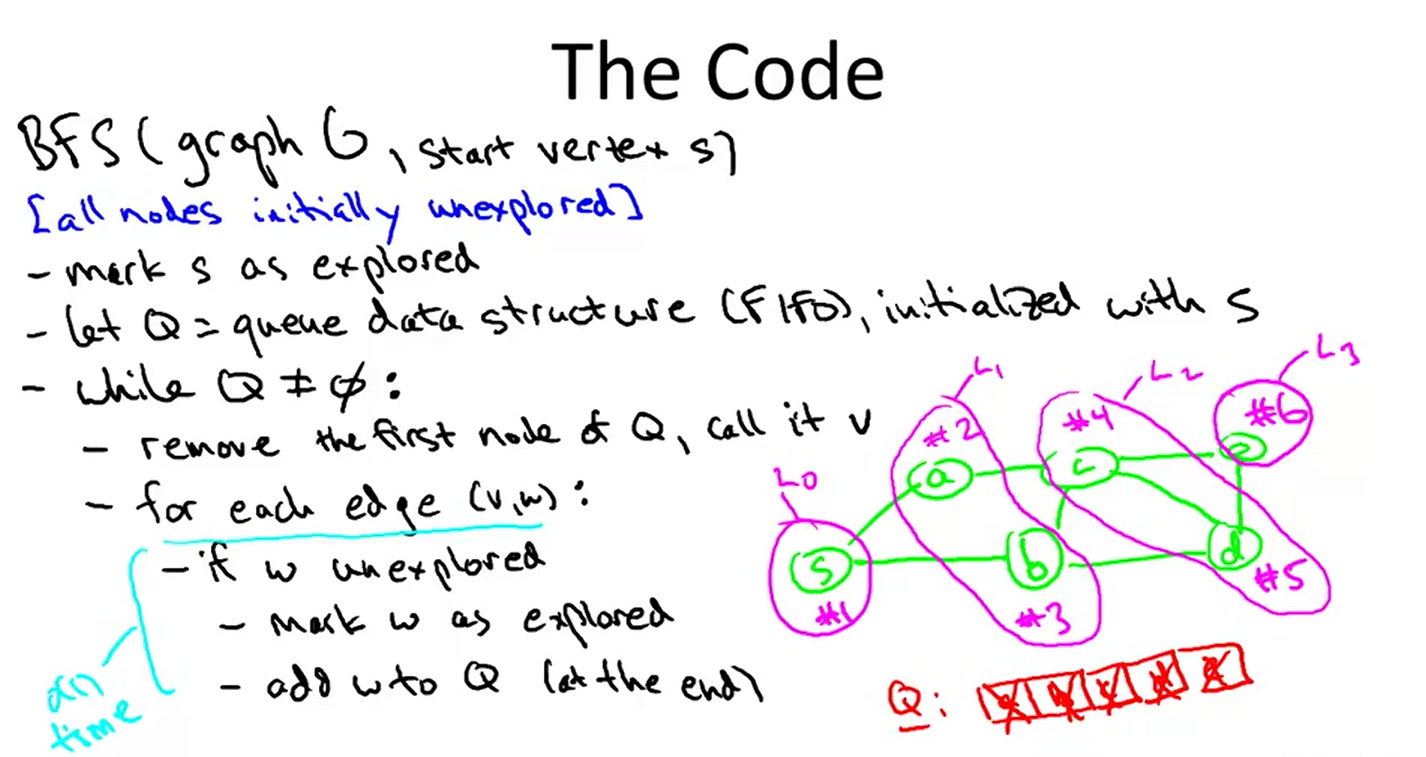 The Code
BFS(graph G, start vertex s)
[all nodes initially unexplored]
- mark s as explored
- let Q = queue data structure (FIFO), initialized with s
- while Q ≠ ∅:
- remove the first node of Q, call it v
- for each edge (v,w):
- if w unexplored
- mark w as explored
- add w to Q (at the end)
O(1)
time
L0
L1
L2
L3
s
#1
a
#2
b
#3
c
#4
d
#5
e
#6
Q: